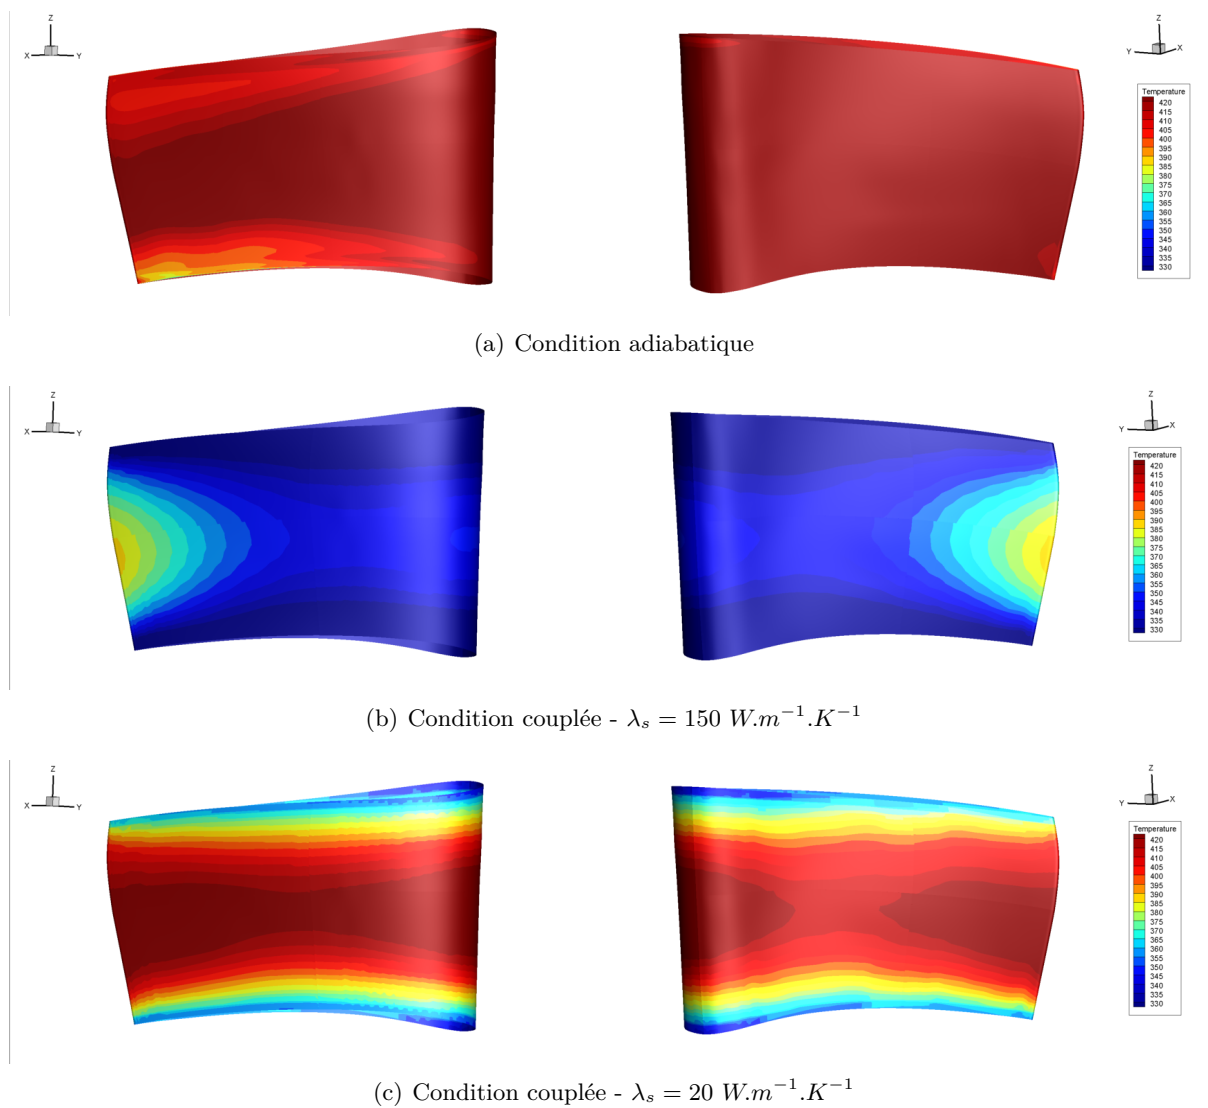 Z
X
Y
Z
Y
X
Temperature
420
415
410
405
400
395
390
385
380
375
370
365
360
355
350
345
340
335
330
(a) Condition adiabatique
Z
X
Y
Z
Y
X
Temperature
420
415
410
405
400
395
390
385
380
375
370
365
360
355
350
345
340
335
330
(b) Condition couplée - λs = 150 W.m−1.K−1
Z
X
Y
Z
Y
X
Temperature
420
415
410
405
400
395
390
385
380
375
370
365
360
355
350
345
340
335
330
(c) Condition couplée - λs = 20 W.m−1.K−1